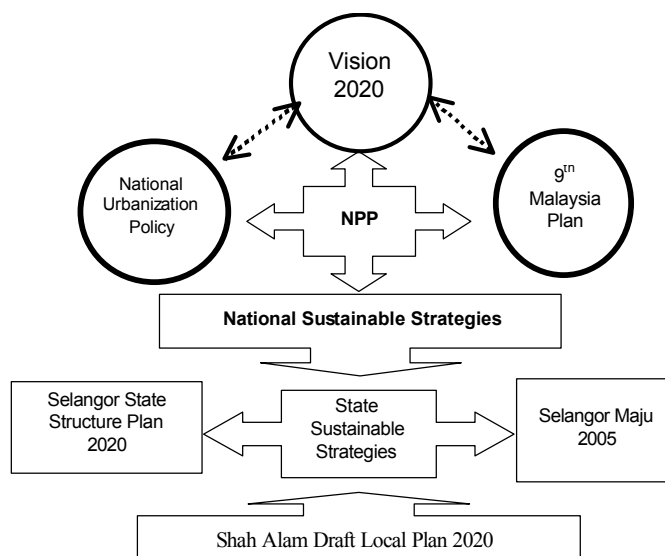 Vision
2020
National
Urbanization
Policy
NPP
9th
Malaysia
Plan
National Sustainable Strategies
Selangor State
Structure Plan
2020
State
Sustainable
Strategies
Selangor Maju
2005
Shah Alam Draft Local Plan 2020